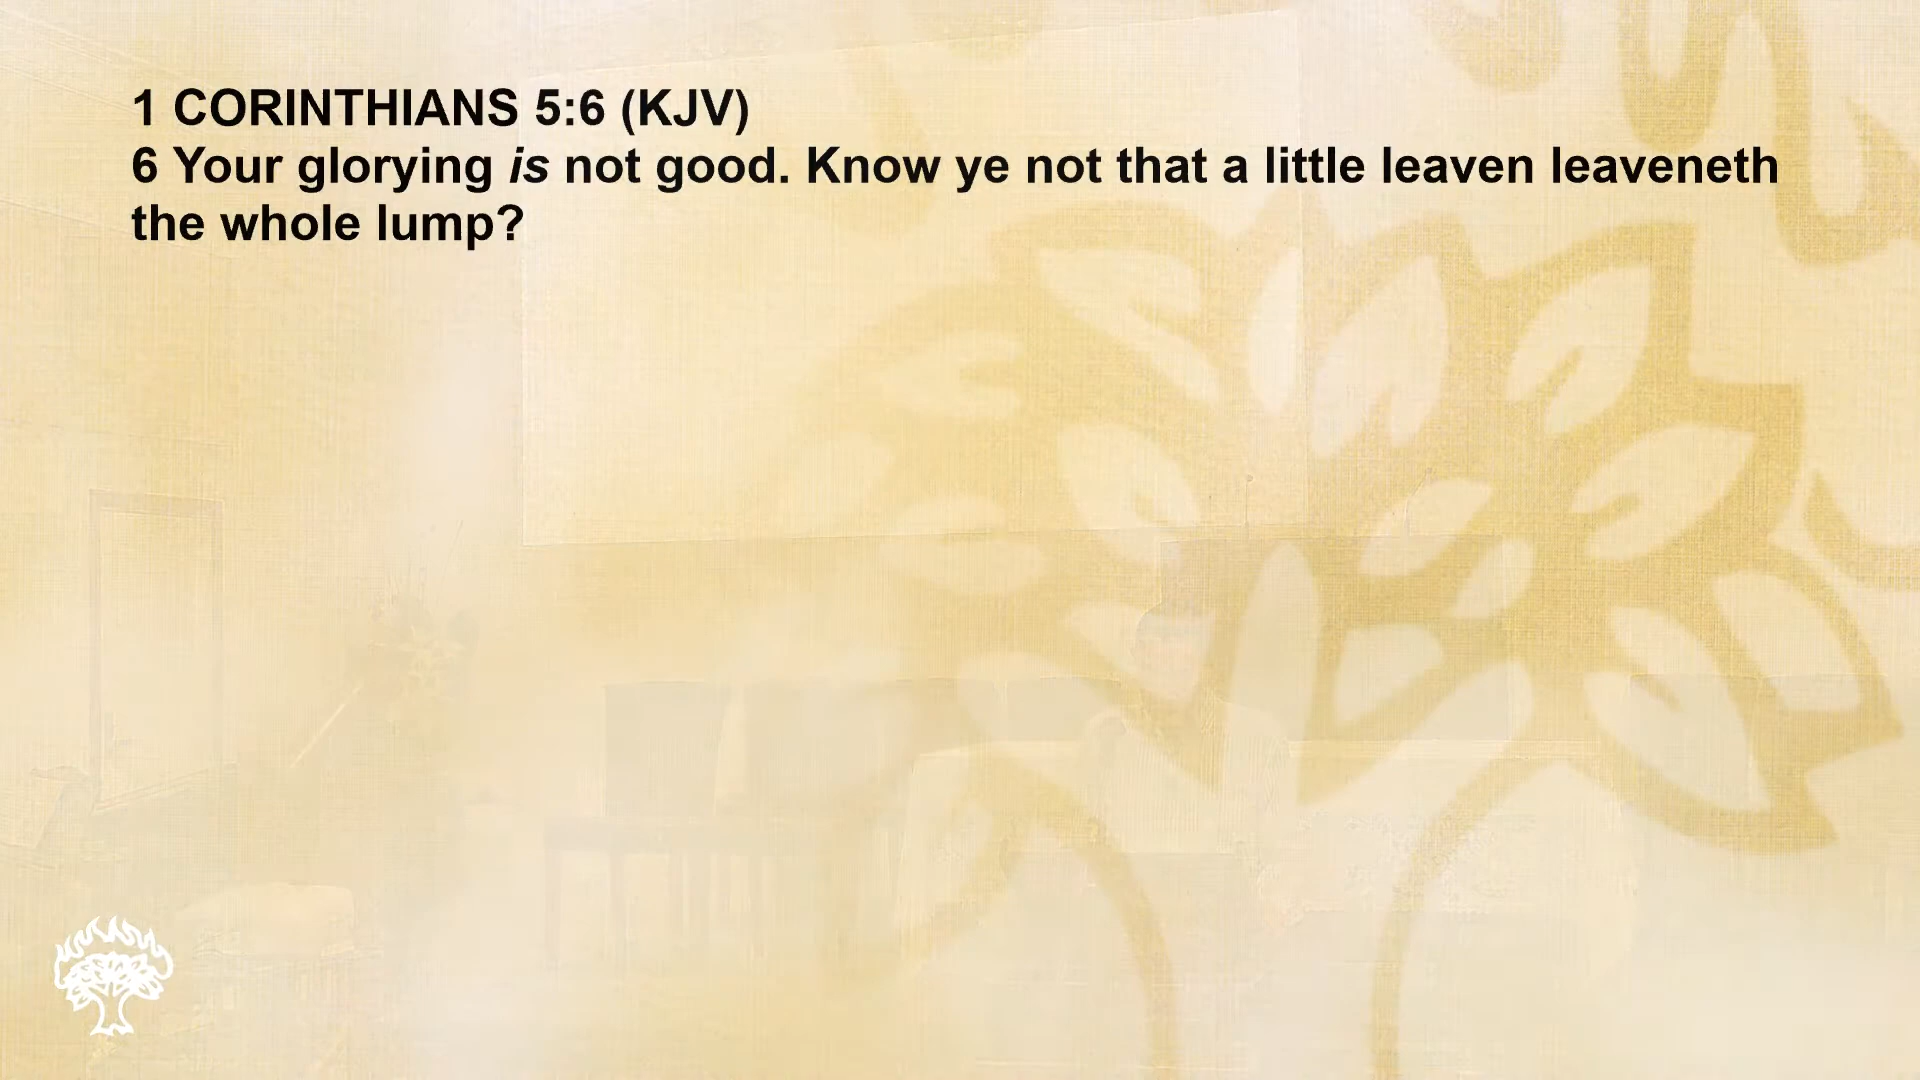 1 CORINTHIANS 5:6 (KJV)
6 Your glorying is not good. Know ye not that a little leaven leaveneth
the whole lump?